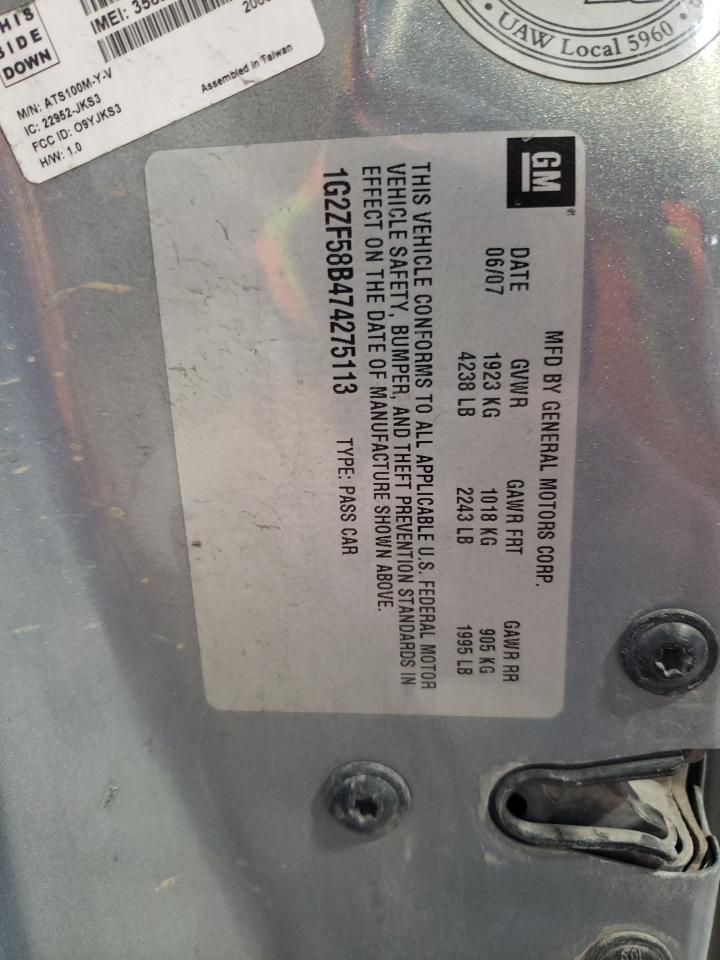 THIS
SIDE
DOWN
IMEI:
M/N: ATS100M-Y-V
IC: 22952-JKS3
FCC ID: O9YJKS3
H/W: 1.0
Assembled in Taiwan
UAW Local 5960
GM
MFD BY GENERAL MOTORS CORP.
DATE GVWR GAWR FRT GAWR RR
06/07 1923 KG 1018 KG 905 KG
4238 LB 2243 LB 1995 LB
THIS VEHICLE CONFORMS TO ALL APPLICABLE U.S. FEDERAL MOTOR
VEHICLE SAFETY, BUMPER, AND THEFT PREVENTION STANDARDS IN
EFFECT ON THE DATE OF MANUFACTURE SHOWN ABOVE.
1G2ZF58B474275113 TYPE: PASS CAR